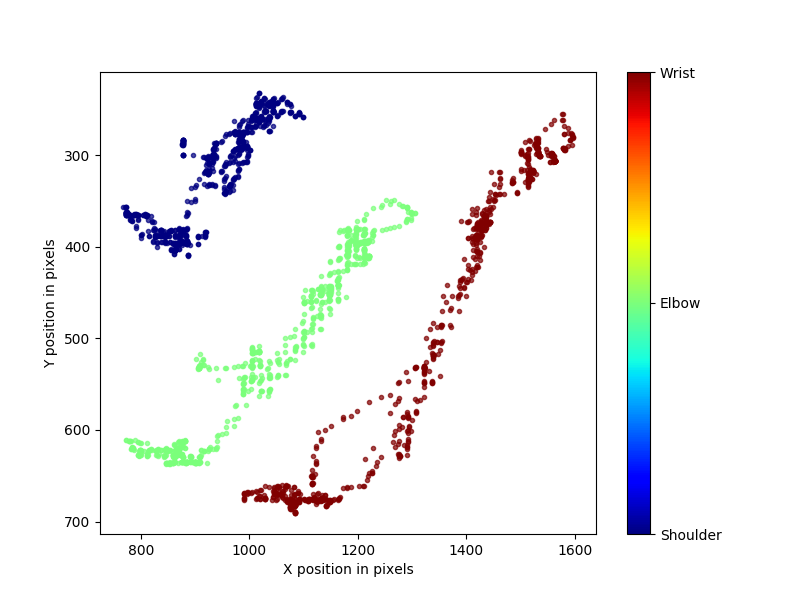 Y position in pixels
300
400
500
600
700
800
1000
1200
1400
1600
X position in pixels
Wrist
Elbow
Shoulder